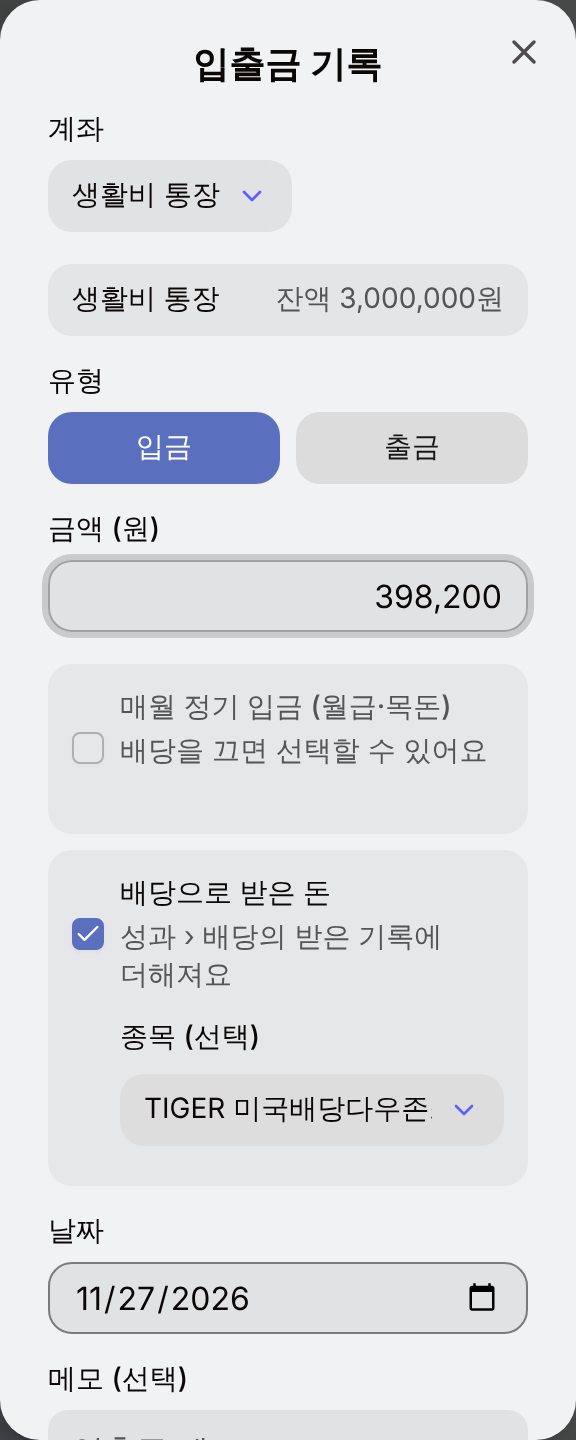 입출금 기록
계좌
생활비 통장
생활비 통장 잔액 3,000,000원
유형
입금 출금
금액 (원)
398,200
매월 정기 입금 (월급·목돈)
배당을 끄면 선택할 수 있어요
배당으로 받은 돈
성과 › 배당의 받은 기록에
더해져요
종목 (선택)
TIGER 미국배당다우존
날짜
11/27/2026
메모 (선택)